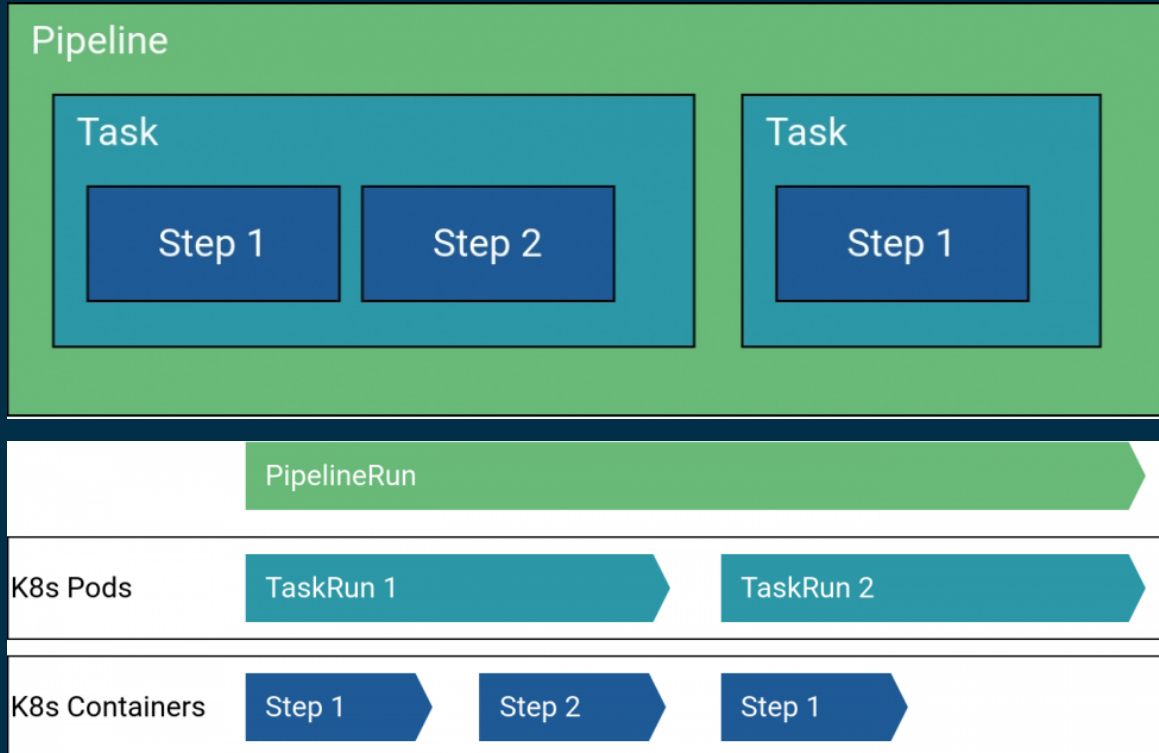 Pipeline
Task
Task
Step 1
Step 2
Step 1
PipelineRun
K8s Pods
TaskRun 1
TaskRun 2
K8s Containers
Step 1
Step 2
Step 1